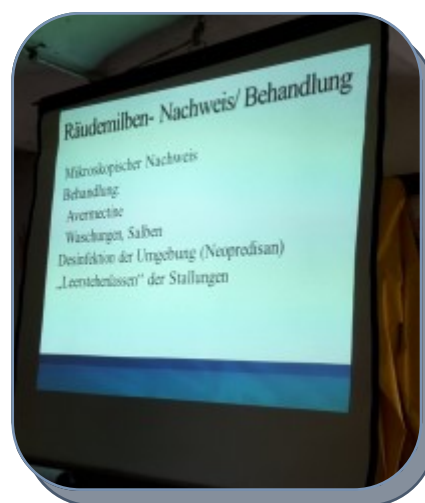 Räudemilben- Nachweis/ Behandlung
Mikroskopischer Nachweis
Behandlung:
Avermectine
Waschungen, Salben
Desinfektion der Umgebung (Neopredisan)
„Leerstehenlassen“ der Stallungen